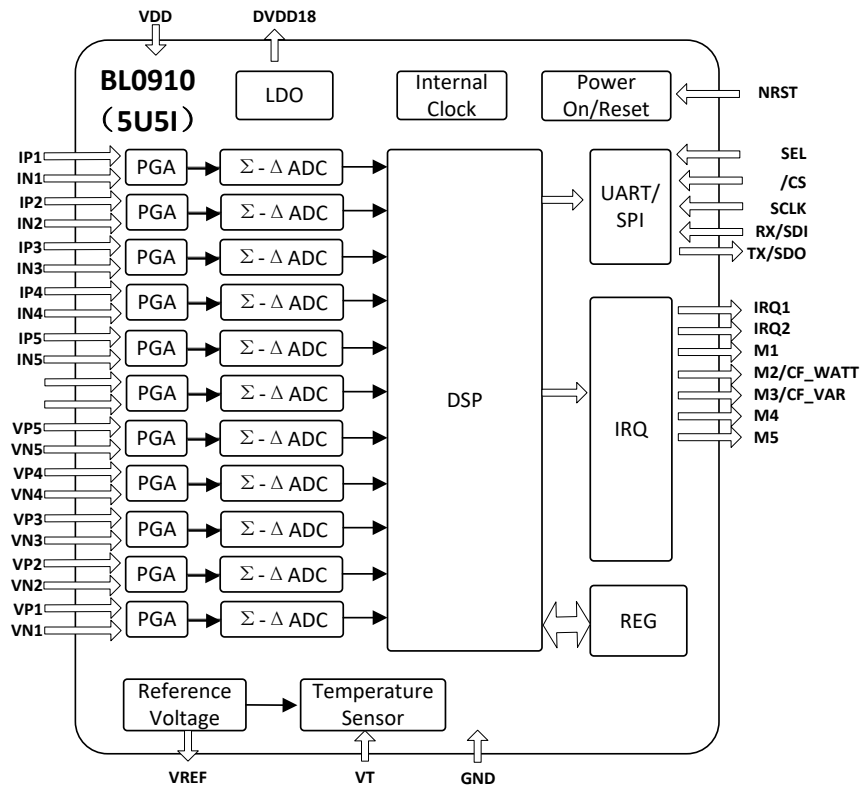 VDD
DVDD18
BL0910
（5U5I）
LDO
Internal
Clock
Power
On/Reset
NRST
IP1
IN1
PGA
Σ - Δ ADC
IP2
IN2
PGA
Σ - Δ ADC
IP3
IN3
PGA
Σ - Δ ADC
IP4
IN4
PGA
Σ - Δ ADC
IP5
IN5
PGA
Σ - Δ ADC
PGA
Σ - Δ ADC
VP5
VN5
PGA
Σ - Δ ADC
VP4
VN4
PGA
Σ - Δ ADC
VP3
VN3
PGA
Σ - Δ ADC
VP2
VN2
PGA
Σ - Δ ADC
VP1
VN1
PGA
Σ - Δ ADC
DSP
UART/
SPI
SEL
/CS
SCLK
RX/SDI
TX/SDO
IRQ
IRQ1
IRQ2
M1
M2/CF_WATT
M3/CF_VAR
M4
M5
REG
Reference
Voltage
Temperature
Sensor
VREF
VT
GND